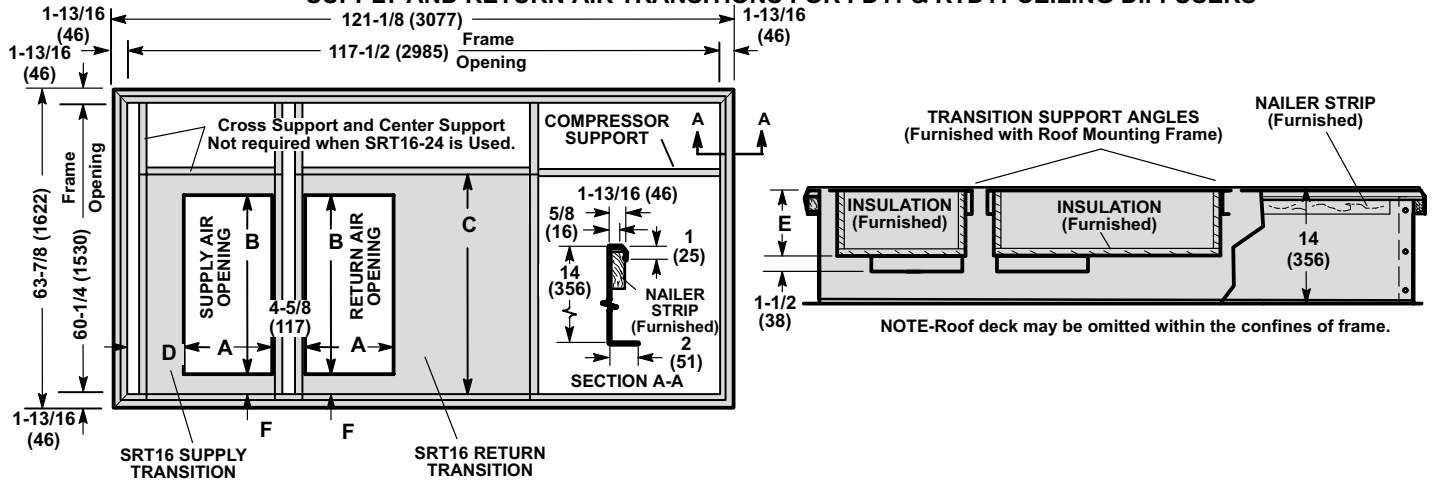 SUPPLY AND RETURN AIR TRANSITIONS FOR FD11 & RTD11 CEILING DIFFUSERS
1-13/16
(46)
121-1/8 (3077)
1-13/16
(46)
1-13/16
(46)
117-1/2 (2985)
Frame
Opening
63-7/8 (1622)
60-1/4 (1530)
Frame
Opening
Cross Support and Center Support
Not required when SRT16-24 is Used.
COMPRESSOR
SUPPORT
A
A
SUPPLY AIR
OPENING
B
B
RETURN AIR
OPENING
C
4-5/8
(117)
D
A
A
1-13/16 (46)
5/8
(16)
1
(25)
14
(356)
NAILER
STRIP
(Furnished)
2
(51)
SECTION A-A
1-13/16
(46)
F
F
SRT16 SUPPLY
TRANSITION
SRT16 RETURN
TRANSITION
TRANSITION SUPPORT ANGLES
(Furnished with Roof Mounting Frame)
NAILER STRIP
(Furnished)
E
INSULATION
(Furnished)
INSULATION
(Furnished)
14
(356)
1-1/2
(38)
NOTE-Roof deck may be omitted within the confines of frame.